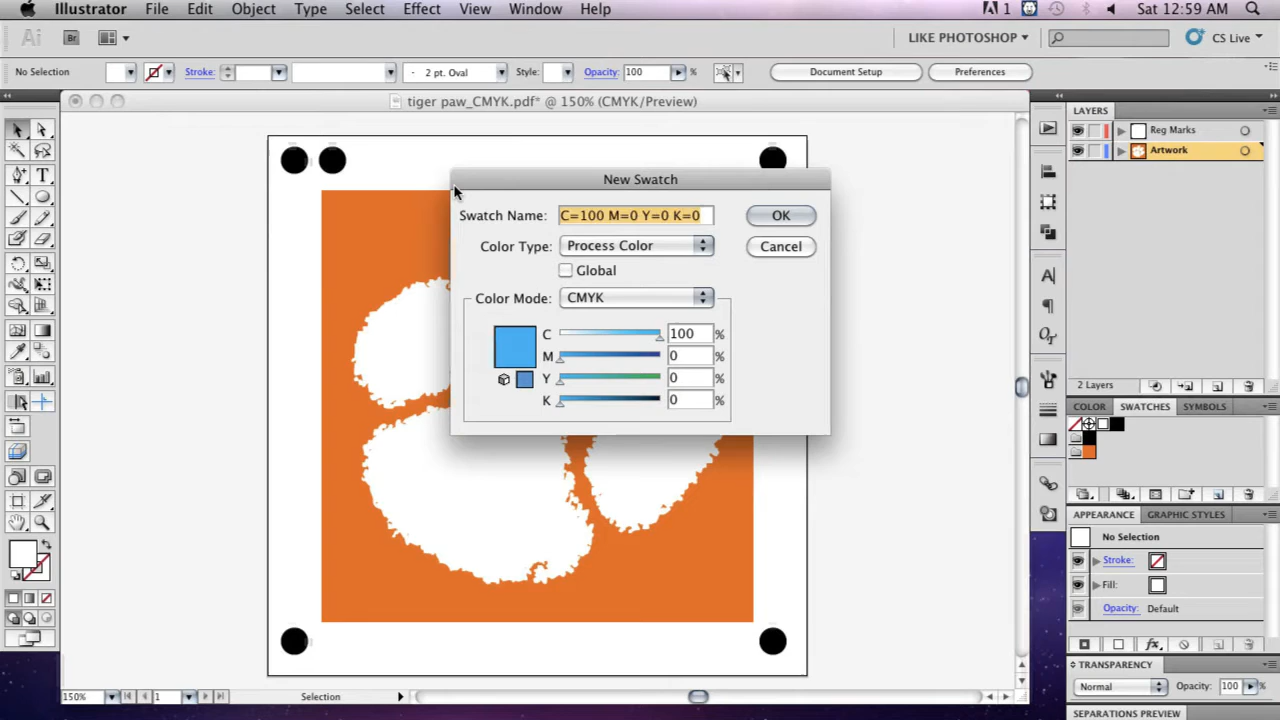 Illustrator File Edit Object Type Select Effect View Window Help 1 Sat 12:59 AM
Ai Br LIKE PHOTOSHOP CS Live
No Selection Stroke: 2 pt. Oval Style: Opacity: 100 % Document Setup Preferences
tiger paw_CMYK.pdf* @ 150% (CMYK/Preview)
New Swatch
Swatch Name: C=100 M=0 Y=0 K=0 OK
Color Type: Process Color Cancel
Global
Color Mode: CMYK
C 100 %
M 0 %
Y 0 %
K 0 %
LAYERS
Reg Marks
Artwork
2 Layers
COLOR SWATCHES SYMBOLS
APPEARANCE GRAPHIC STYLES
No Selection
Stroke:
Fill:
Opacity: Default
TRANSPARENCY
Normal Opacity: 100 %
SEPARATIONS PREVIEW
150% 1 Selection